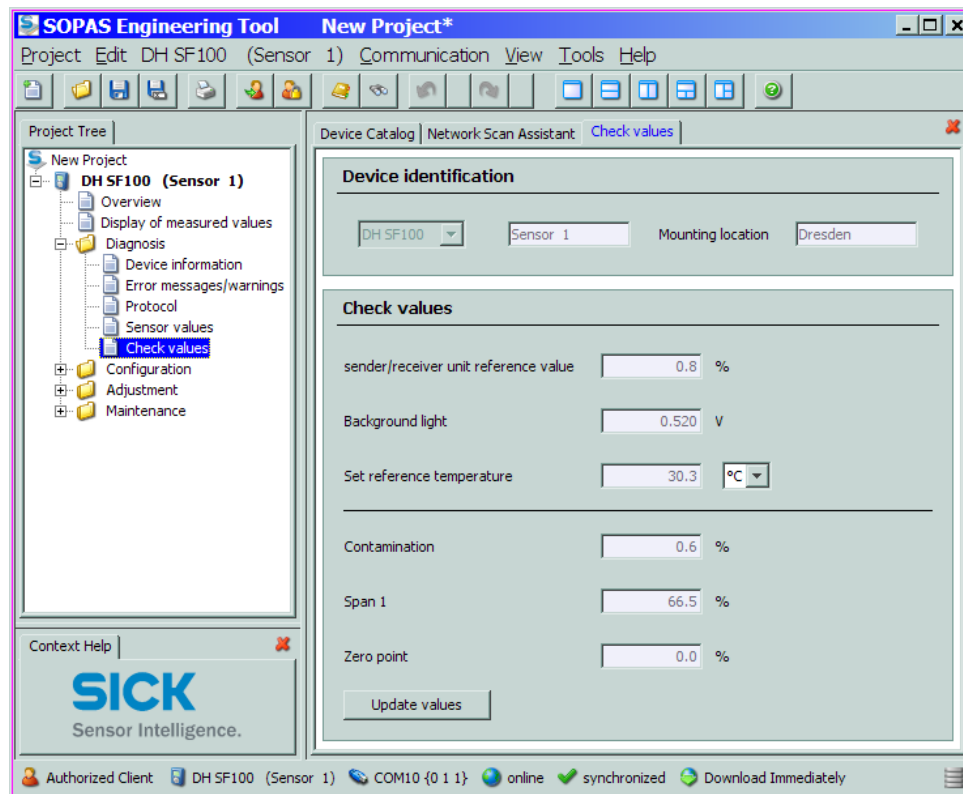 SOPAS Engineering Tool New Project*
Project Edit DH SF100 (Sensor 1) Communication View Tools Help
Project Tree
Device Catalog Network Scan Assistant Check values
New Project
DH SF100 (Sensor 1)
Overview
Display of measured values
Diagnosis
Device information
Error messages/warnings
Protocol
Sensor values
Check values
Configuration
Adjustment
Maintenance
Device identification
DH SF100 Sensor 1 Mounting location Dresden
Check values
sender/receiver unit reference value 0.8 %
Background light 0.520 V
Set reference temperature 30.3 °C
Contamination 0.6 %
Span 1 66.5 %
Zero point 0.0 %
Update values
Context Help
SICK
Sensor Intelligence.
Authorized Client DH SF100 (Sensor 1) COM10 {0 1 1} online synchronized Download Immediately